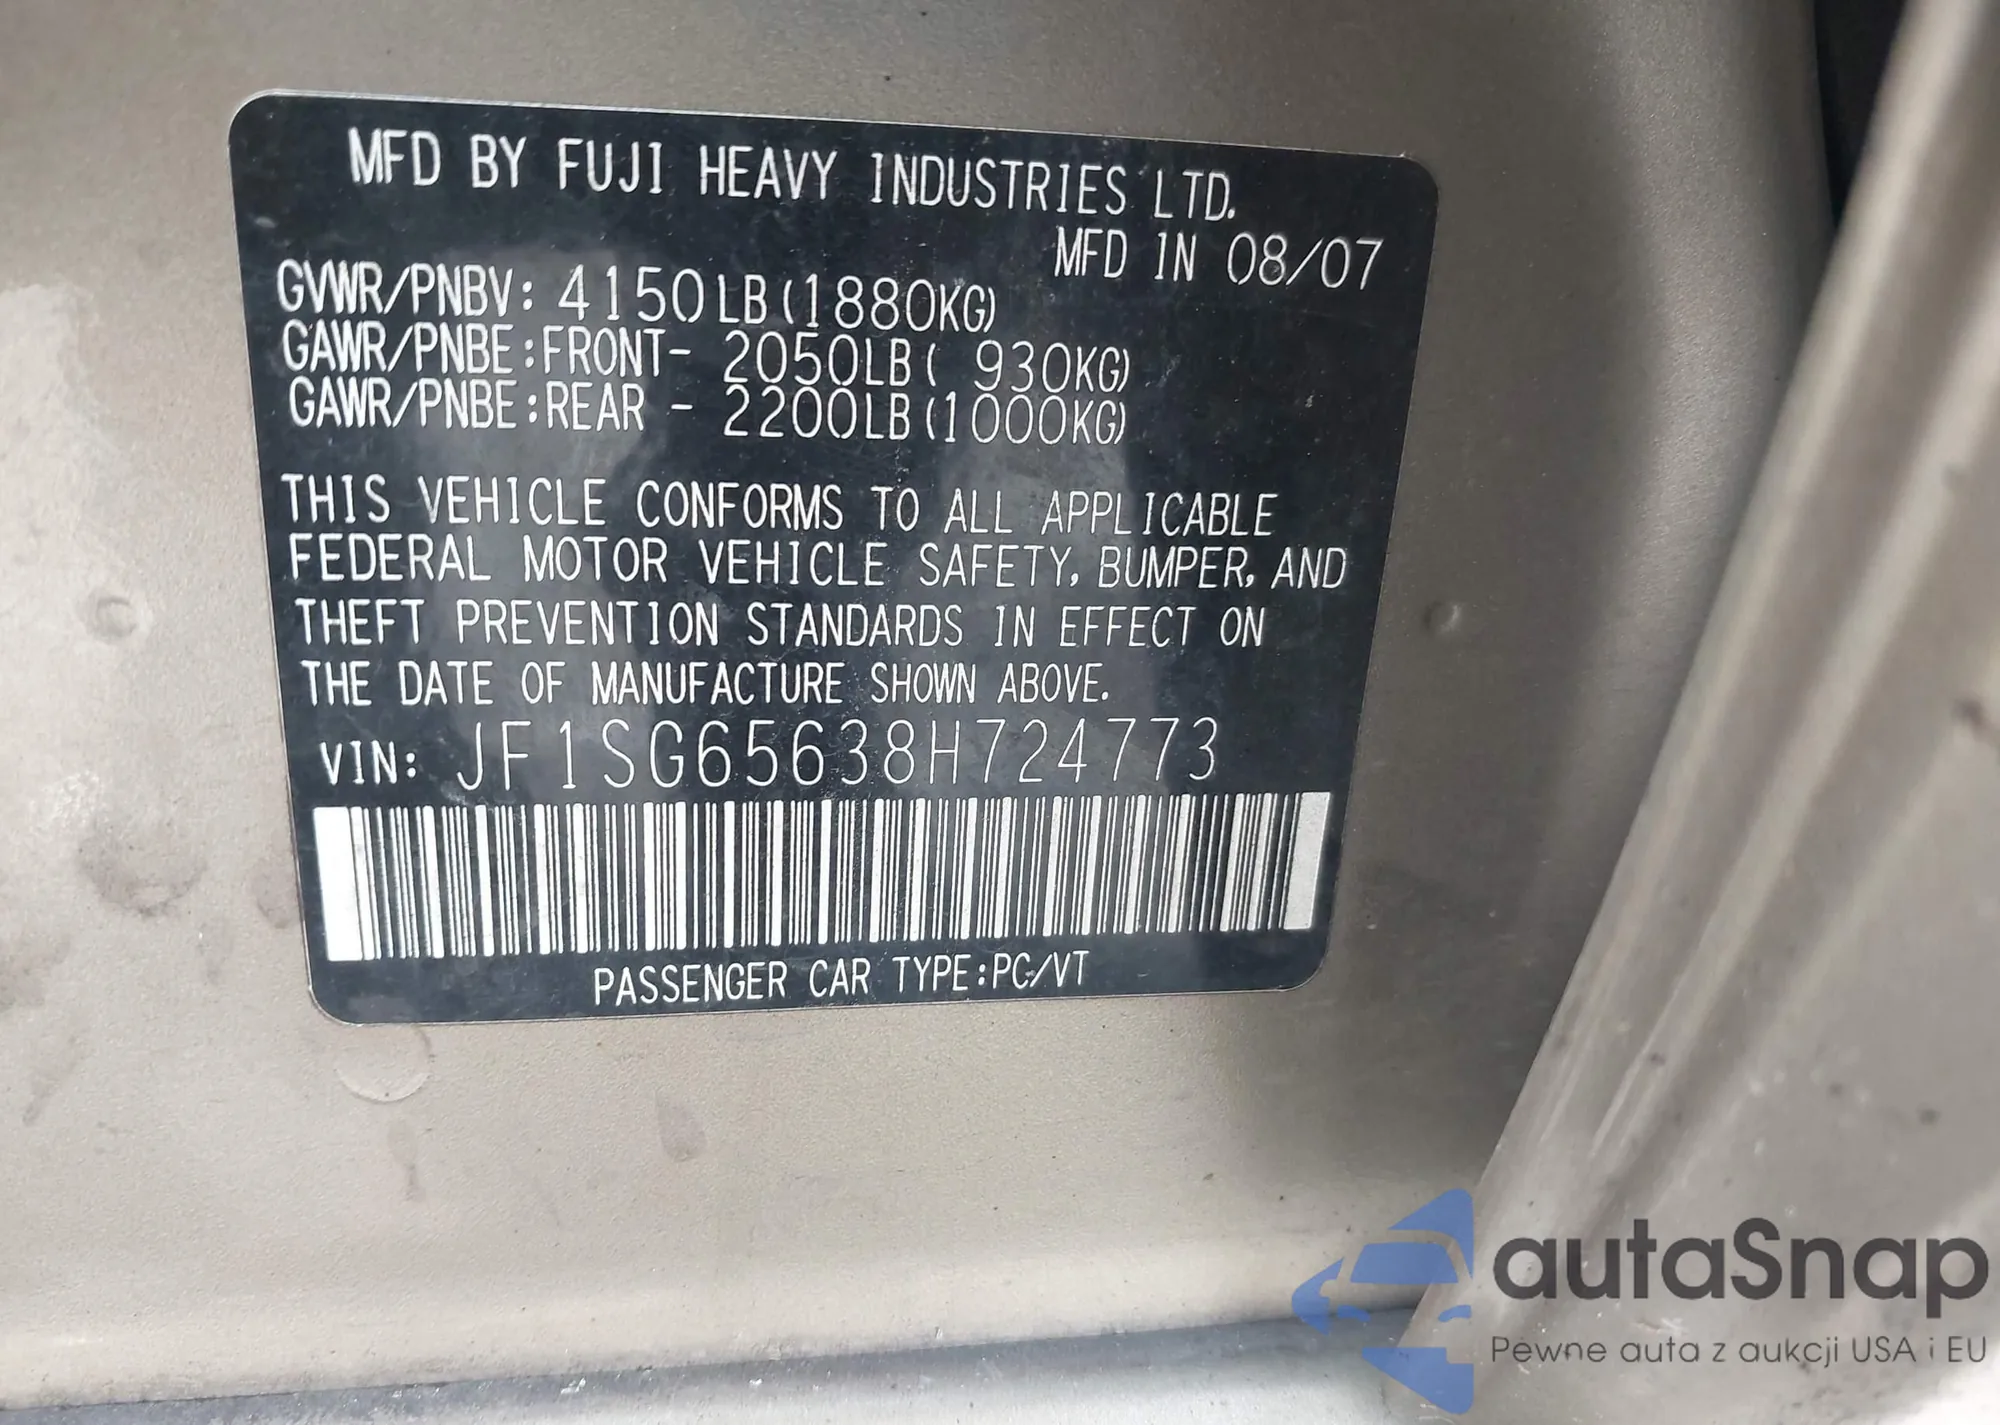 MFD BY FUJI HEAVY INDUSTRIES LTD.
MFD IN 08/07
GVWR/PNBV: 4150LB(1880KG)
GAWR/PNBE:FRONT- 2050LB( 930KG)
GAWR/PNBE:REAR - 2200LB(1000KG)
THIS VEHICLE CONFORMS TO ALL APPLICABLE
FEDERAL MOTOR VEHICLE SAFETY, BUMPER, AND
THEFT PREVENTION STANDARDS IN EFFECT ON
THE DATE OF MANUFACTURE SHOWN ABOVE.
VIN: JF1SG65638H724773
PASSENGER CAR TYPE:PC/VT
autaSnap
Pewne auta z aukcji USA i EU